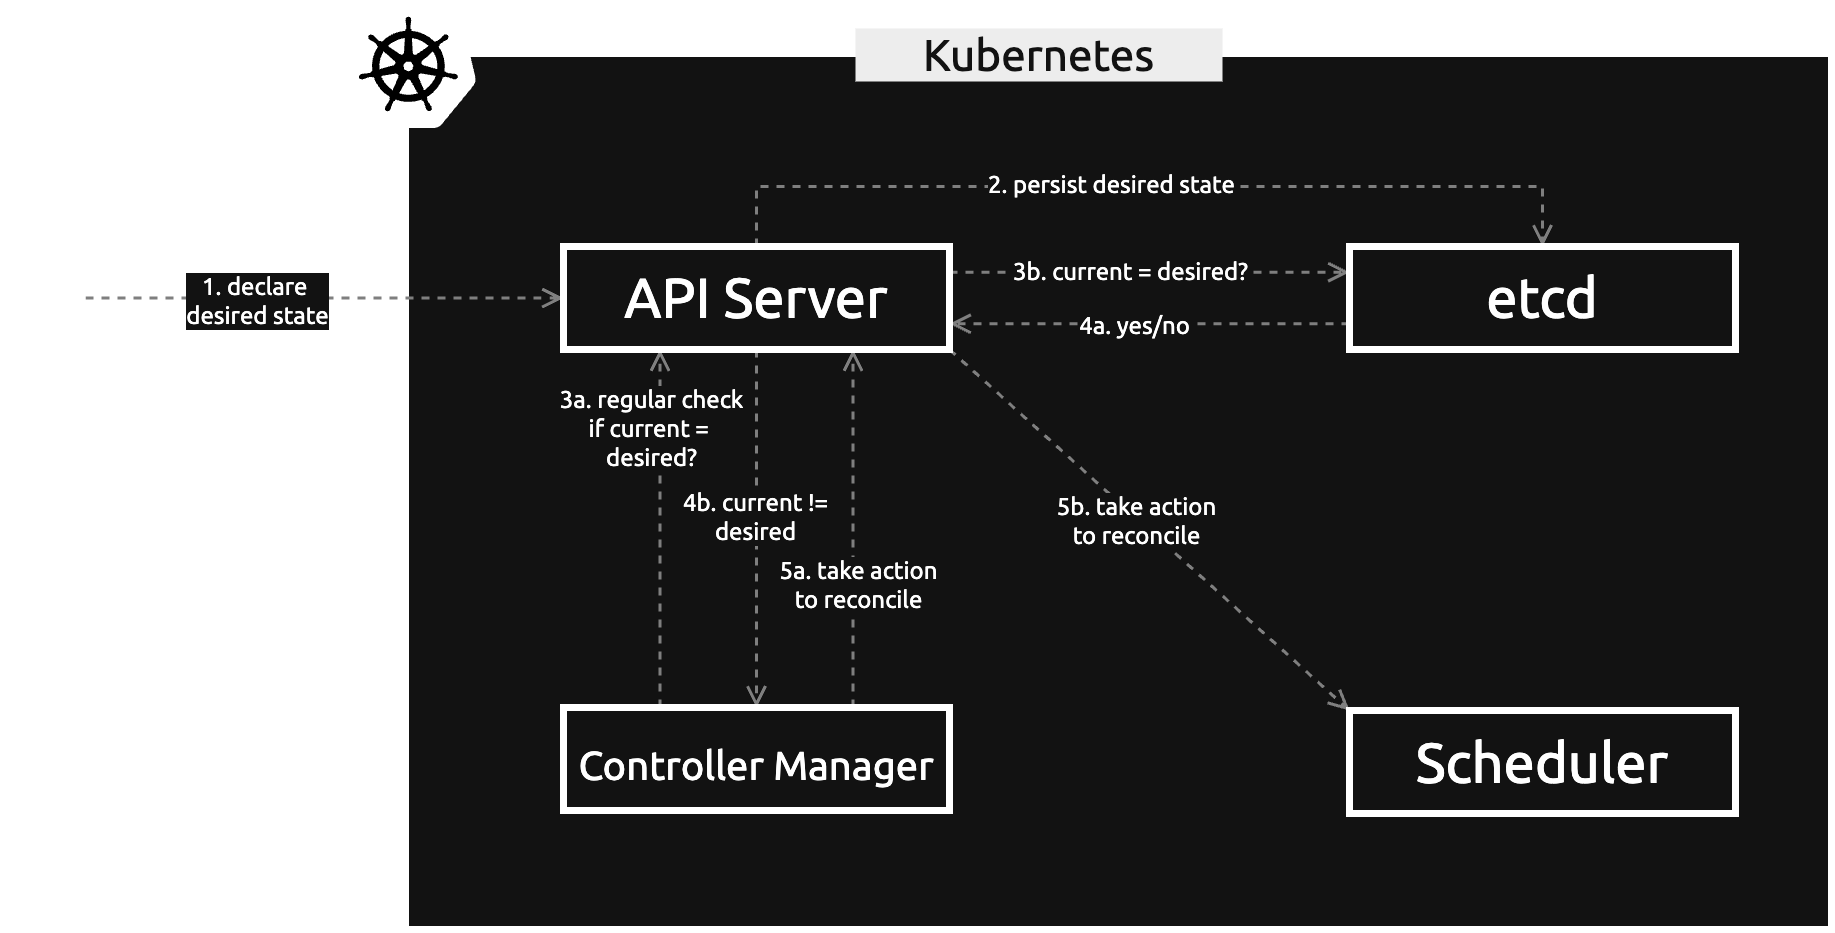 Kubernetes
2. persist desired state
1. declare
desired state
API Server
3b. current = desired?
4a. yes/no
etcd
3a. regular check
if current =
desired?
4b. current !=
desired
5a. take action
to reconcile
5b. take action
to reconcile
Controller Manager
Scheduler